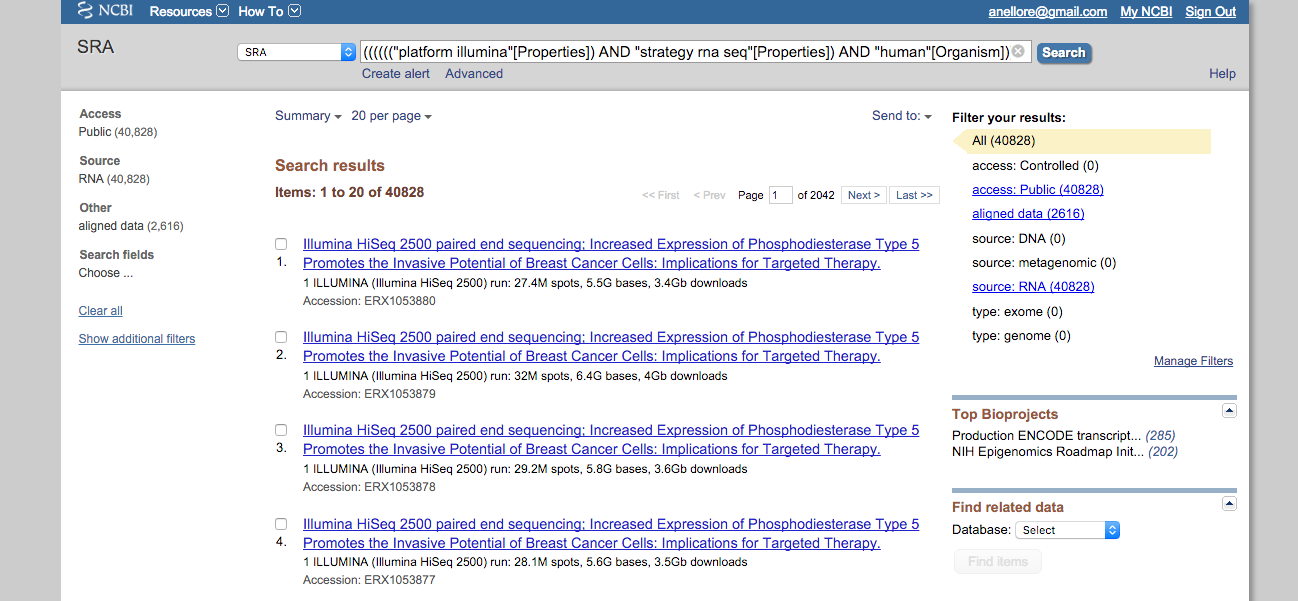 NCBI Resources How To anellore@gmail.com My NCBI Sign Out
SRA
SRA
((((((("platform illumina"[Properties]) AND "strategy rna seq"[Properties]) AND "human"[Organism])
Search
Create alert Advanced
Help
Access
Public (40,828)
Source
RNA (40,828)
Other
aligned data (2,616)
Search fields
Choose ...
Clear all
Show additional filters
Summary 20 per page Send to:
Search results
Items: 1 to 20 of 40828
<< First < Prev Page 1 of 2042 Next > Last >>
1.
Illumina HiSeq 2500 paired end sequencing; Increased Expression of Phosphodiesterase Type 5
Promotes the Invasive Potential of Breast Cancer Cells: Implications for Targeted Therapy.
1 ILLUMINA (Illumina HiSeq 2500) run: 27.4M spots, 5.5G bases, 3.4Gb downloads
Accession: ERX1053880
2.
Illumina HiSeq 2500 paired end sequencing; Increased Expression of Phosphodiesterase Type 5
Promotes the Invasive Potential of Breast Cancer Cells: Implications for Targeted Therapy.
1 ILLUMINA (Illumina HiSeq 2500) run: 32M spots, 6.4G bases, 4Gb downloads
Accession: ERX1053879
3.
Illumina HiSeq 2500 paired end sequencing; Increased Expression of Phosphodiesterase Type 5
Promotes the Invasive Potential of Breast Cancer Cells: Implications for Targeted Therapy.
1 ILLUMINA (Illumina HiSeq 2500) run: 29.2M spots, 5.8G bases, 3.6Gb downloads
Accession: ERX1053878
4.
Illumina HiSeq 2500 paired end sequencing; Increased Expression of Phosphodiesterase Type 5
Promotes the Invasive Potential of Breast Cancer Cells: Implications for Targeted Therapy.
1 ILLUMINA (Illumina HiSeq 2500) run: 28.1M spots, 5.6G bases, 3.5Gb downloads
Accession: ERX1053877
Filter your results:
All (40828)
access: Controlled (0)
access: Public (40828)
aligned data (2616)
source: DNA (0)
source: metagenomic (0)
source: RNA (40828)
type: exome (0)
type: genome (0)
Manage Filters
Top Bioprojects
Production ENCODE transcript... (285)
NIH Epigenomics Roadmap Init... (202)
Find related data
Database: Select
Find items